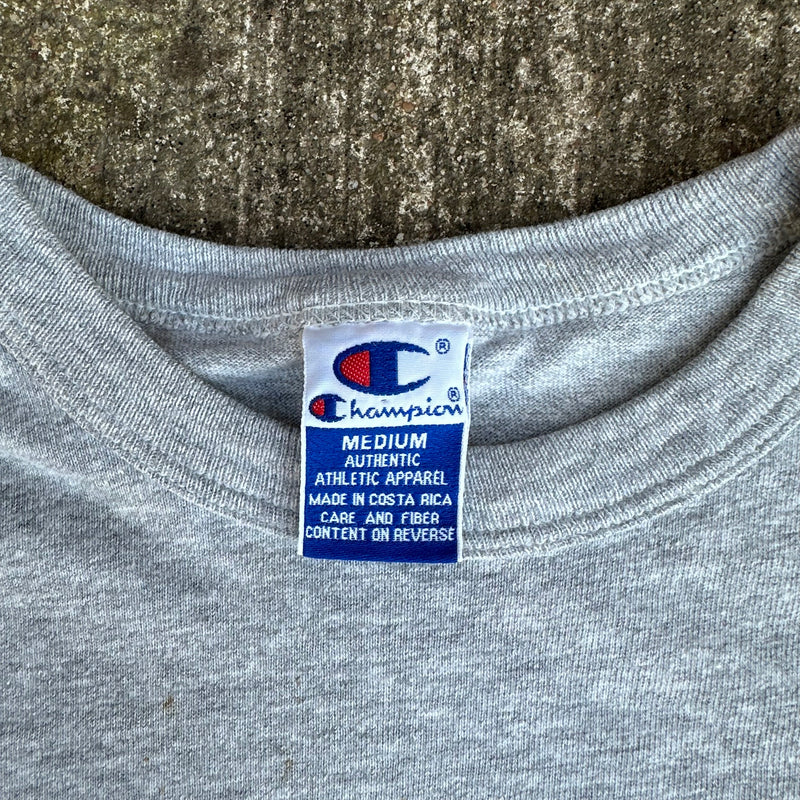 ®
Champion®
MEDIUM
AUTHENTIC
ATHLETIC APPAREL
MADE IN COSTA RICA
CARE AND FIBER
CONTENT ON REVERSE